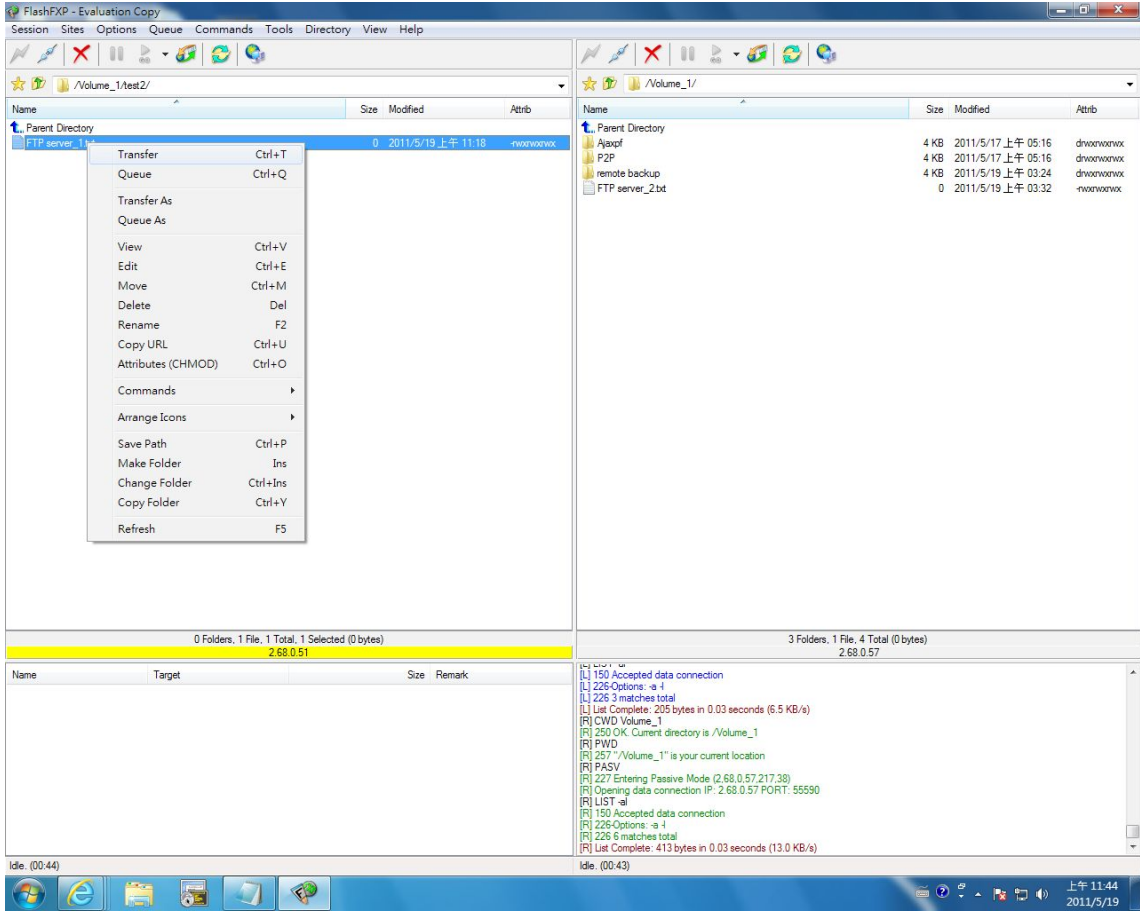 FlashFXP - Evaluation Copy
Session Sites Options Queue Commands Tools Directory View Help
/Volume_1/test2/
Name Size Modified Attrib
Parent Directory
FTP server_1.txt 0 2011/5/19 上午 11:18 -rwxrwxrwx
Transfer Ctrl+T
Queue Ctrl+Q
Transfer As
Queue As
View Ctrl+V
Edit Ctrl+E
Move Ctrl+M
Delete Del
Rename F2
Copy URL Ctrl+U
Attributes (CHMOD) Ctrl+O
Commands
Arrange Icons
Save Path Ctrl+P
Make Folder Ins
Change Folder Ctrl+Ins
Copy Folder Ctrl+Y
Refresh F5
0 Folders, 1 File, 1 Total, 1 Selected (0 bytes)
2.68.0.51
/Volume_1/
Name Size Modified Attrib
Parent Directory
Ajaxpf 4 KB 2011/5/17 上午 05:16 drwxrwxrwx
P2P 4 KB 2011/5/17 上午 05:16 drwxrwxrwx
remote backup 4 KB 2011/5/19 上午 03:24 drwxrwxrwx
FTP server_2.txt 0 2011/5/19 上午 03:32 -rwxrwxrwx
3 Folders, 1 File, 4 Total (0 bytes)
2.68.0.57
Name Target Size Remark
[L] LIST -al
[L] 150 Accepted data connection
[L] 226-Options: -a -l
[L] 226 3 matches total
[L] List Complete: 205 bytes in 0.03 seconds (6.5 KB/s)
[R] CWD Volume_1
[R] 250 OK. Current directory is /Volume_1
[R] PWD
[R] 257 "/Volume_1" is your current location
[R] PASV
[R] 227 Entering Passive Mode (2,68,0,57,217,38)
[R] Opening data connection IP: 2.68.0.57 PORT: 55590
[R] LIST -al
[R] 150 Accepted data connection
[R] 226-Options: -a -l
[R] 226 6 matches total
[R] List Complete: 413 bytes in 0.03 seconds (13.0 KB/s)
Idle. (00:44)
Idle. (00:43)
上午 11:44
2011/5/19